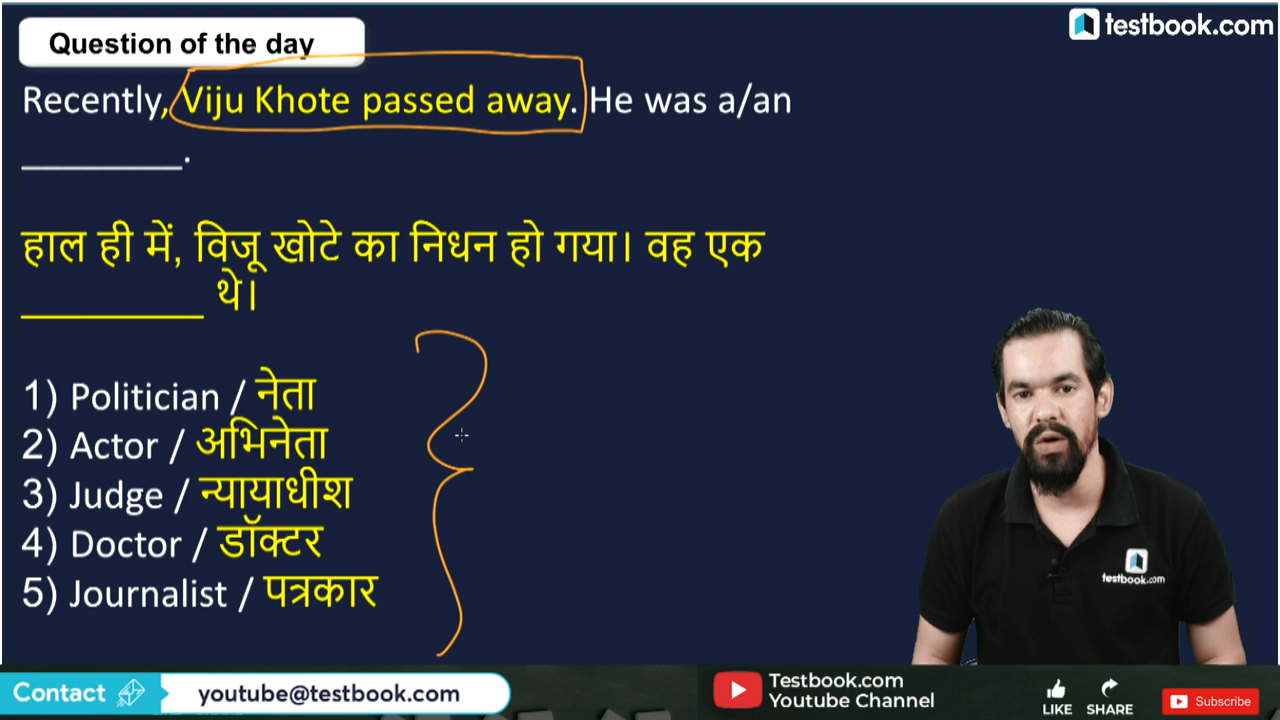 Question of the day
testbook.com
Recently, Viju Khote passed away. He was a/an
________.
हाल ही में, विजू खोटे का निधन हो गया। वह एक
_________ थे।
1) Politician / नेता
2) Actor / अभिनेता
3) Judge / न्यायाधीश
4) Doctor / डॉक्टर
5) Journalist / पत्रकार
testbook.com
Contact
youtube@testbook.com
Testbook.com
Youtube Channel
LIKE
SHARE
Subscribe